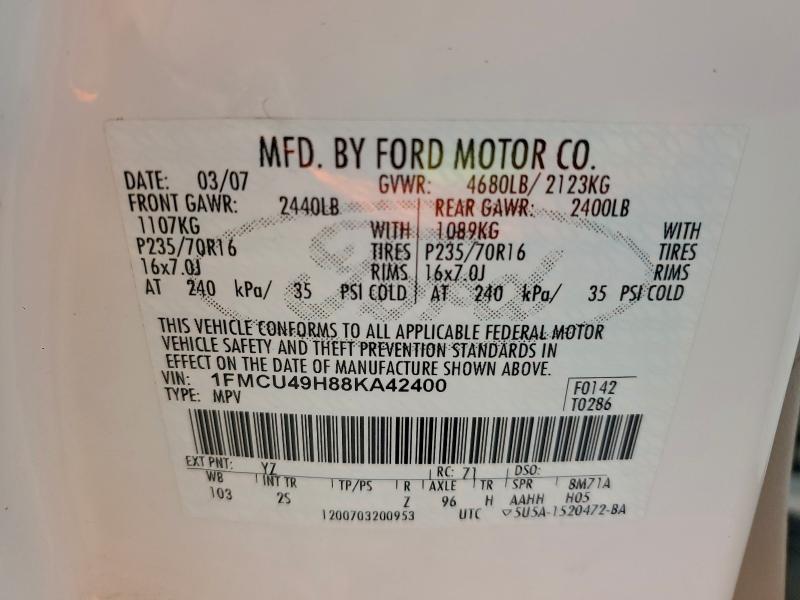 MFD. BY FORD MOTOR CO.
DATE: 03/07 GVWR: 4680LB/ 2123KG
FRONT GAWR: 2440LB REAR GAWR: 2400LB
1107KG WITH 1089KG WITH
P235/70R16 TIRES P235/70R16 TIRES
16x7.0J RIMS 16x7.0J RIMS
AT 240 kPa/ 35 PSI COLD AT 240 kPa/ 35 PSI COLD
Ford
THIS VEHICLE CONFORMS TO ALL APPLICABLE FEDERAL MOTOR
VEHICLE SAFETY AND THEFT PREVENTION STANDARDS IN
EFFECT ON THE DATE OF MANUFACTURE SHOWN ABOVE.
VIN: 1FMCU49H88KA42400 F0142
TYPE: MPV T0286
EXT PNT: YZ RC: 71 DSO:
WB INT TR TP/PS R AXLE TR SPR 8M71A
103 2S Z 96 H AAHH H05
1200703200953 UTC ▽5U5A-1520472-BA